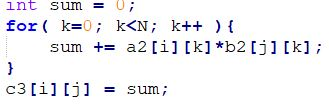 int sum = 0;
for( k=0; k<N; k++ ){
sum += a2[i][k]*b2[j][k];
}
c3[i][j] = sum;